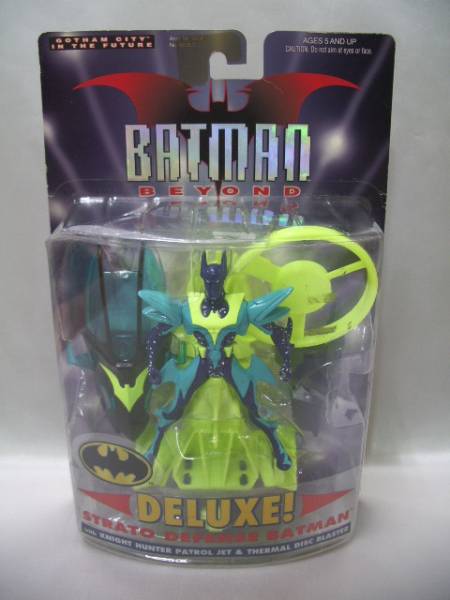 GOTHAM CITY
IN THE FUTURE
AGES 5 AND UP
CAUTION: Do not aim at eyes or face.
BATMAN
BEYOND
DELUXE!
STRATO DEFENSE BATMAN™
with KNIGHT HUNTER PATROL JET & THERMAL DISC BLASTER